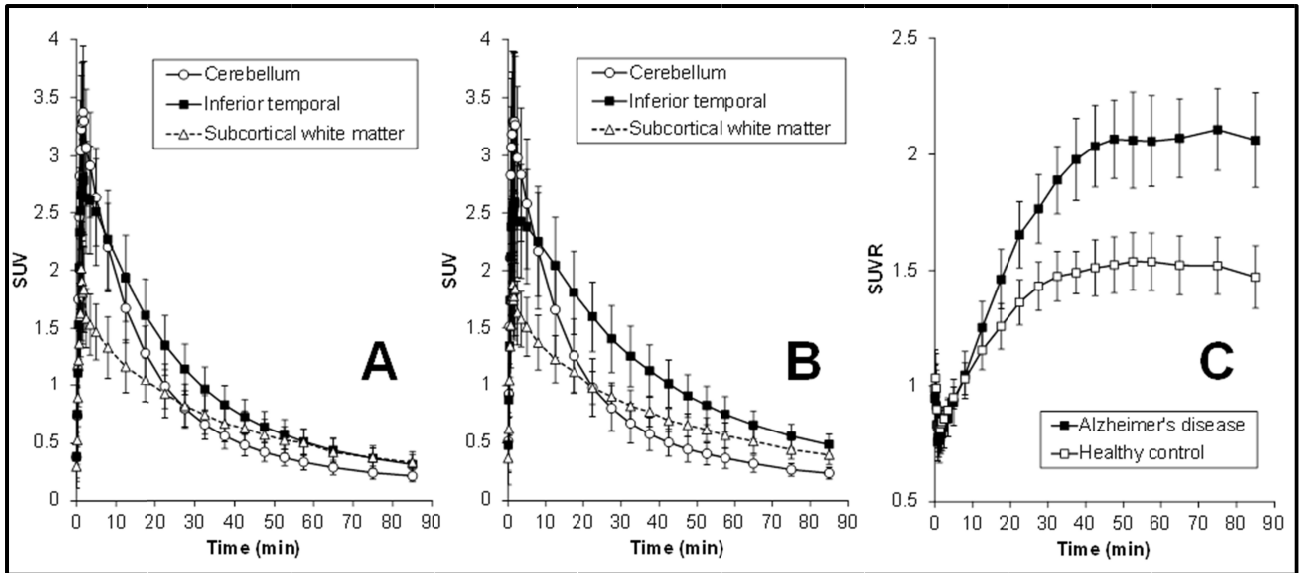 4
3.5
3
2.5
2
1.5
1
0.5
0
SUV
Cerebellum
Inferior temporal
Subcortical white matter
A
0 10 20 30 40 50 60 70 80 90
Time (min)
4
3.5
3
2.5
2
1.5
1
0.5
0
SUV
Cerebellum
Inferior temporal
Subcortical white matter
B
0 10 20 30 40 50 60 70 80 90
Time (min)
2.5
2
1.5
1
0.5
SUVR
C
Alzheimer's disease
Healthy control
0 10 20 30 40 50 60 70 80 90
Time (min)